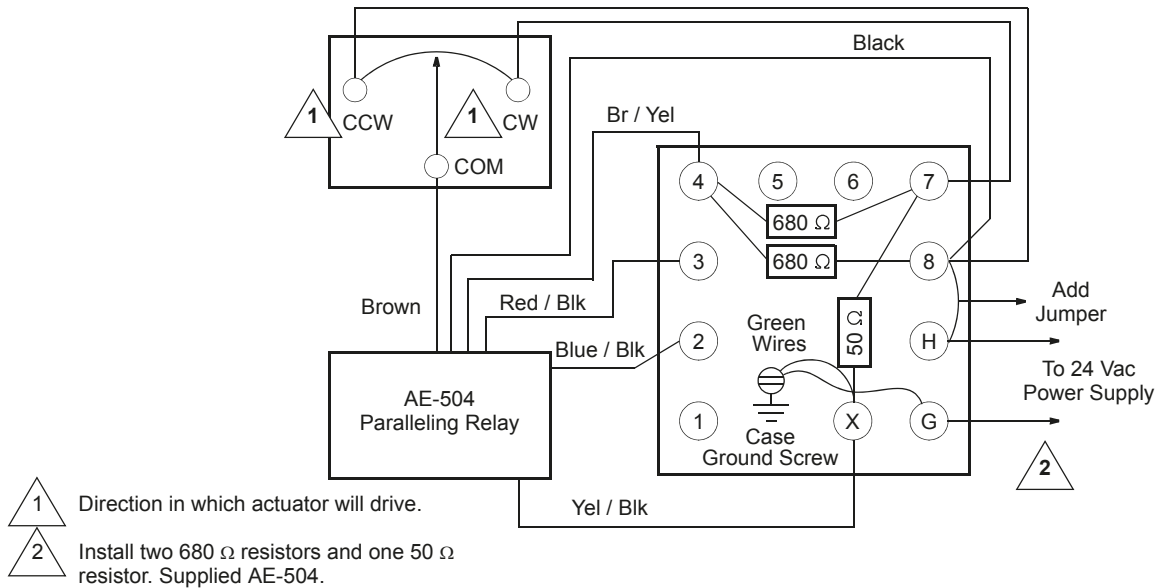 Black
1
CCW
1
CW
COM
Br / Yel
4
5
6
7
680 Ω
3
680 Ω
8
Brown
Red / Blk
Add
Jumper
Green
Wires
50 Ω
2
H
Blue / Blk
To 24 Vac
Power Supply
AE-504
Paralleling Relay
1
X
G
Case
Ground Screw
2
Yel / Blk
1
Direction in which actuator will drive.
2
Install two 680 Ω resistors and one 50 Ω
resistor. Supplied AE-504.